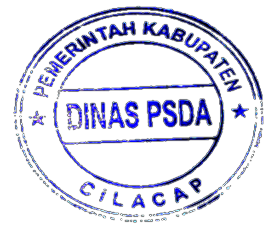 PEMERINTAH KABUPATEN
DINAS PSDA
CILACAP